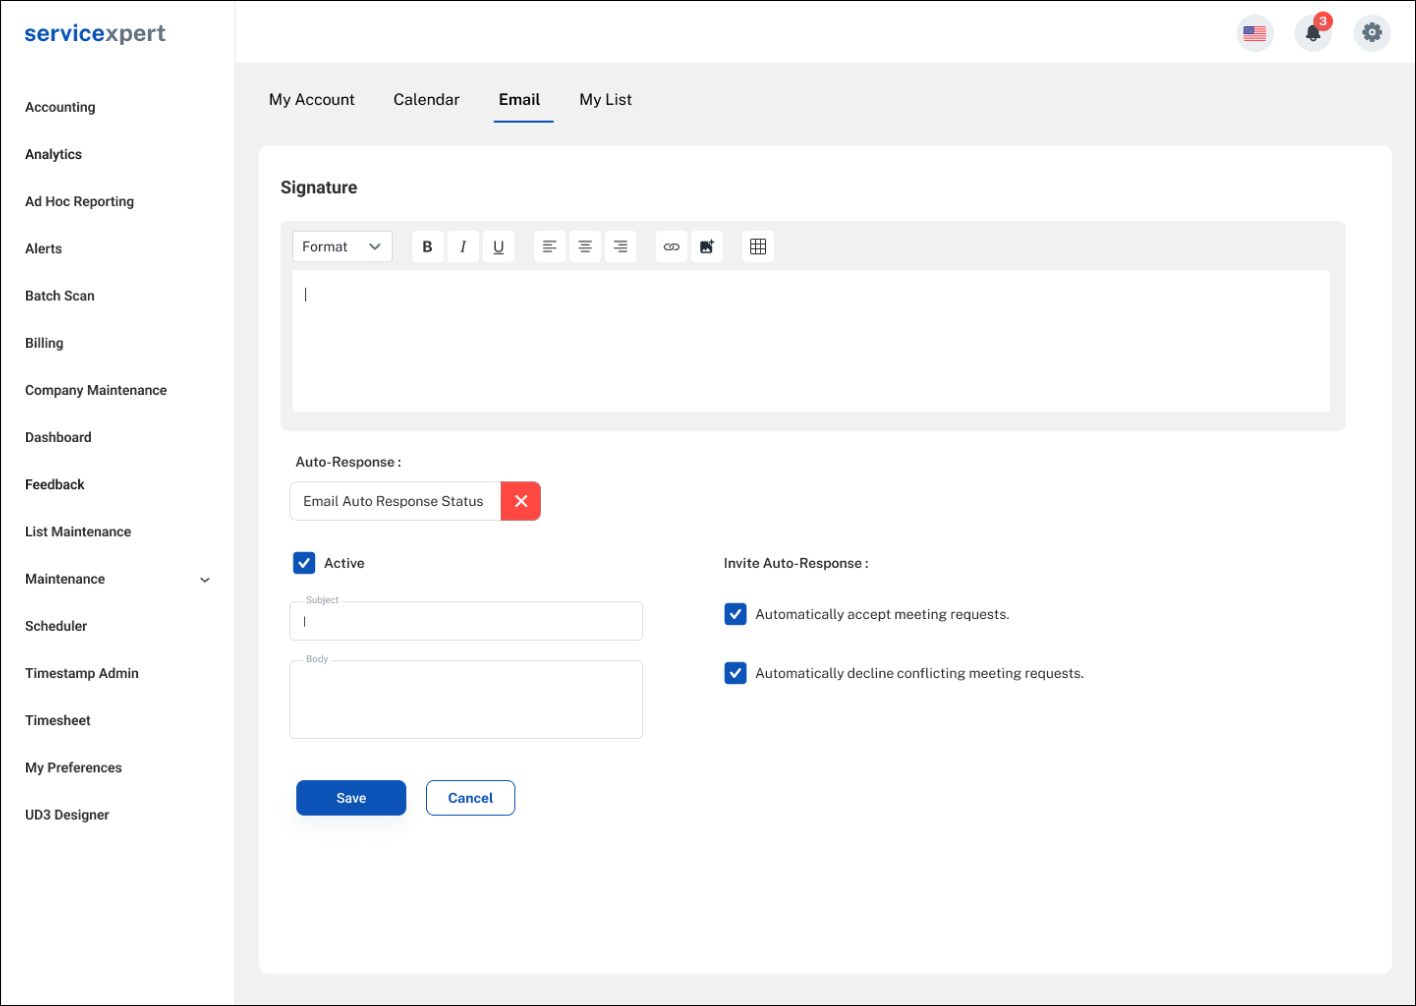 servicexpert
3
Accounting
Analytics
Ad Hoc Reporting
Alerts
Batch Scan
Billing
Company Maintenance
Dashboard
Feedback
List Maintenance
Maintenance
Scheduler
Timestamp Admin
Timesheet
My Preferences
UD3 Designer
My Account
Calendar
Email
My List
Signature
Format
B
I
U
Auto-Response :
Email Auto Response Status
Active
Subject
Body
Invite Auto-Response :
Automatically accept meeting requests.
Automatically decline conflicting meeting requests.
Save
Cancel